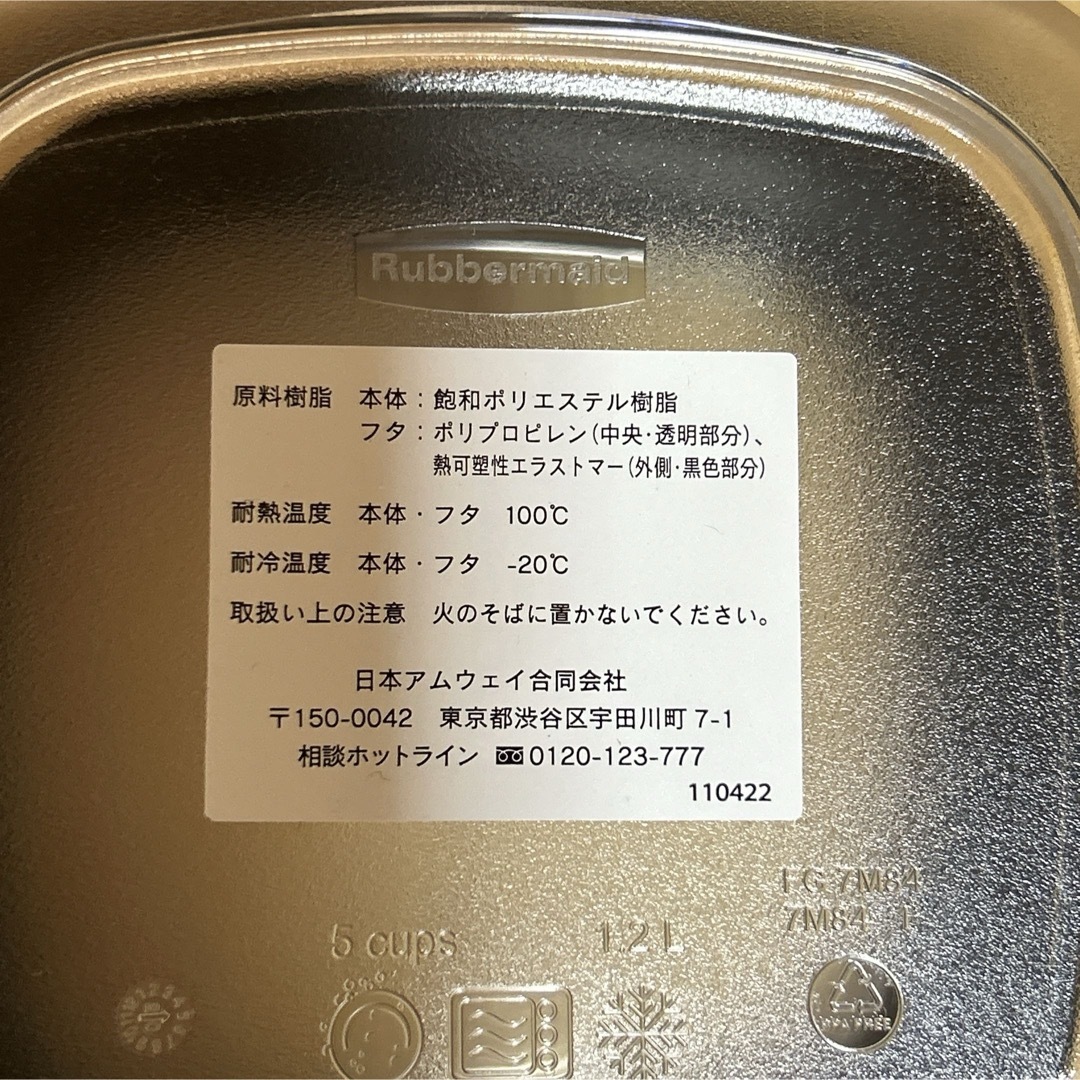 Rubbermaid
原料樹脂 本体：飽和ポリエステル樹脂
フタ：ポリプロピレン(中央・透明部分)、
熱可塑性エラストマー(外側・黒色部分)
耐熱温度 本体・フタ 100℃
耐冷温度 本体・フタ -20℃
取扱い上の注意 火のそばに置かないでください。
日本アムウェイ合同会社
〒150-0042 東京都渋谷区宇田川町 7-1
相談ホットライン 0120-123-777
110422
7M84
7M84
5 cups 1.2 L